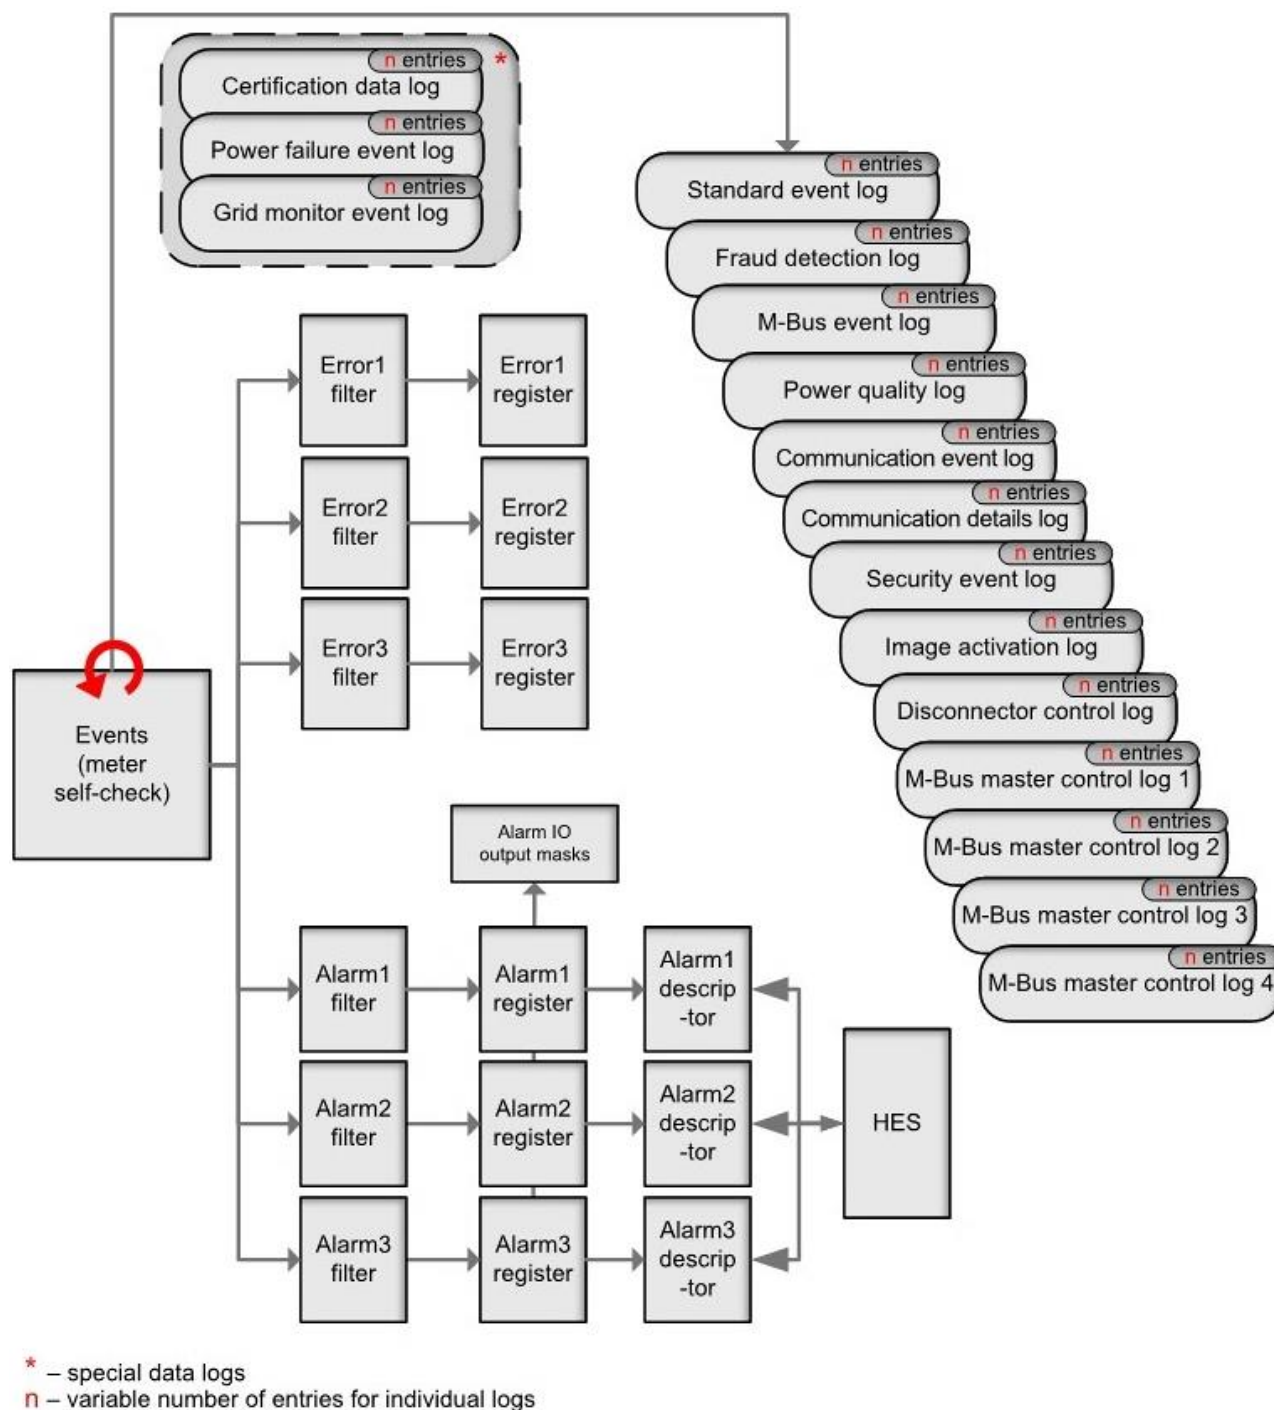 n entries *
Certification data log
n entries
Power failure event log
n entries
Grid monitor event log
n entries
Standard event log
n entries
Fraud detection log
n entries
M-Bus event log
n entries
Power quality log
n entries
Communication event log
n entries
Communication details log
n entries
Security event log
n entries
Image activation log
n entries
Disconnector control log
n entries
M-Bus master control log 1
n entries
M-Bus master control log 2
n entries
M-Bus master control log 3
n entries
M-Bus master control log 4
Error1
filter
Error1
register
Error2
filter
Error2
register
Error3
filter
Error3
register
Events
(meter
self-check)
Alarm IO
output masks
Alarm1
filter
Alarm1
register
Alarm1
descrip
-tor
Alarm2
filter
Alarm2
register
Alarm2
descrip
-tor
HES
Alarm3
filter
Alarm3
register
Alarm3
descrip
-tor
* – special data logs
n – variable number of entries for individual logs